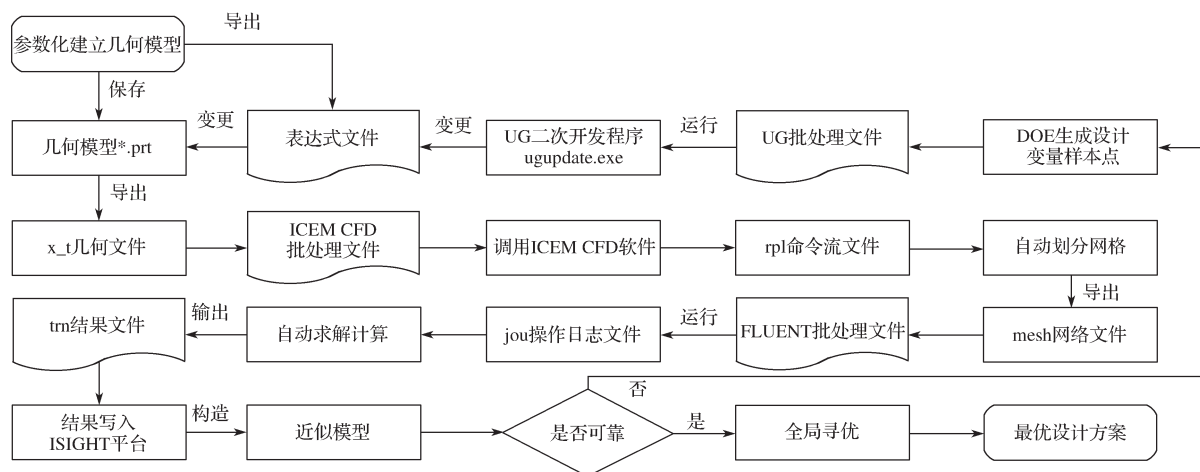 导出
参数化建立几何模型
保存
几何模型*.prt
变更
表达式文件
变更
UG二次开发程序
ugupdate.exe
运行
UG批处理文件
DOE生成设计
变量样本点
导出
x_t几何文件
ICEM CFD
批处理文件
调用ICEM CFD软件
rpl命令流文件
自动划分网格
导出
trn结果文件
输出
自动求解计算
jou操作日志文件
运行
FLUENT批处理文件
mesh网络文件
否
结果写入
ISIGHT平台
构造
近似模型
是否可靠
是
全局寻优
最优设计方案